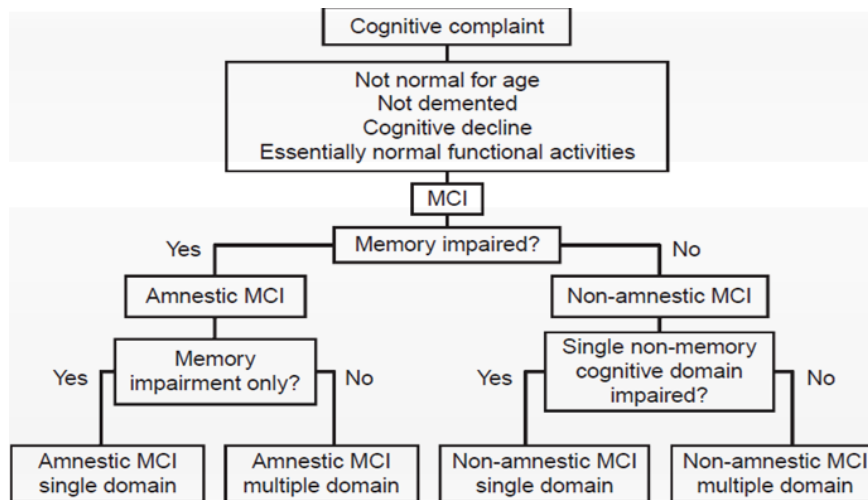 Cognitive complaint
Not normal for age
Not demented
Cognitive decline
Essentially normal functional activities
MCI
Yes
Memory impaired?
No
Amnestic MCI
Non-amnestic MCI
Yes
Memory
impairment only?
No
Yes
Single non-memory
cognitive domain
impaired?
No
Amnestic MCI
single domain
Amnestic MCI
multiple domain
Non-amnestic MCI
single domain
Non-amnestic MCI
multiple domain